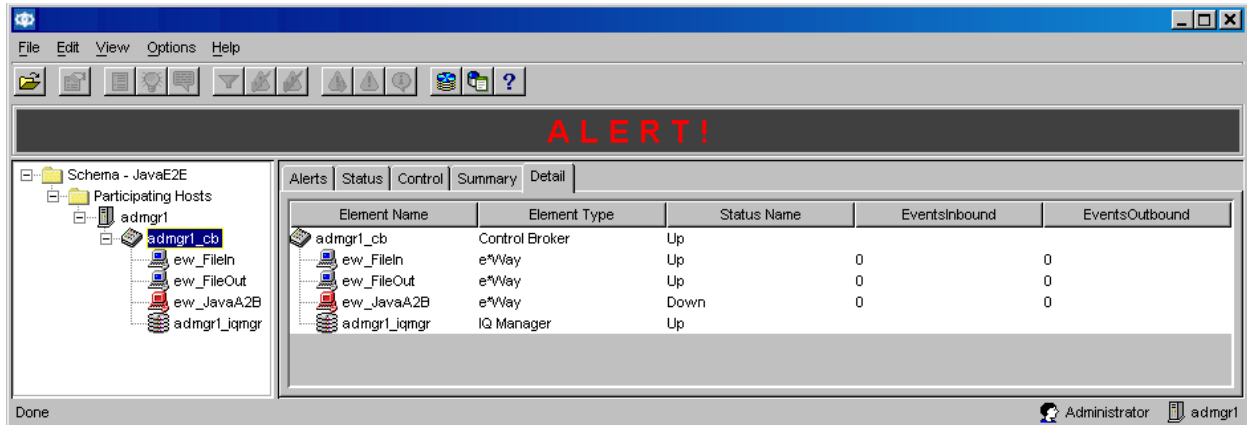 File Edit View Options Help
?
ALERT!
Schema - JavaE2E
Participating Hosts
admgr1
admgr1_cb
ew_FileIn
ew_FileOut
ew_JavaA2B
admgr1_iqmgr
Alerts Status Control Summary Detail
Element Name Element Type Status Name EventsInbound EventsOutbound
admgr1_cb Control Broker Up
ew_FileIn e*Way Up 0 0
ew_FileOut e*Way Up 0 0
ew_JavaA2B e*Way Down 0 0
admgr1_iqmgr IQ Manager Up
Done Administrator admgr1